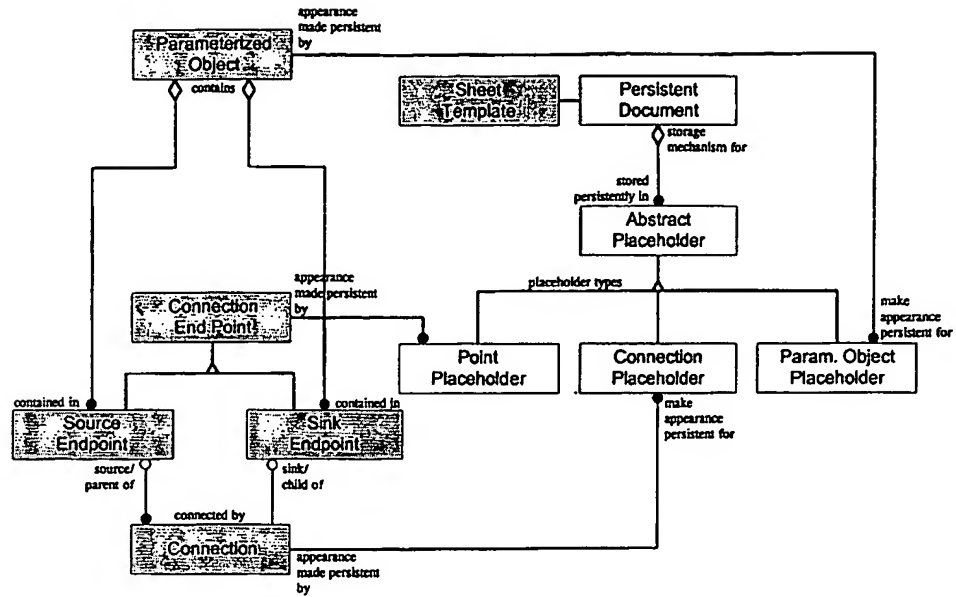 appearance
made persistent
by
Parameterized
Object
contains
Sheet
Template
Persistent
Document
storage
mechanism for
stored
persistently in
Abstract
Placeholder
placeholder types
appearance
made persistent
by
Connection
End Point
make
appearance
persistent for
Point
Placeholder
Connection
Placeholder
Param. Object
Placeholder
contained in
contained in
Source
Endpoint
Sink
Endpoint
make
appearance
persistent for
source/
parent of
sink/
child of
connected by
Connection
appearance
made persistent
by